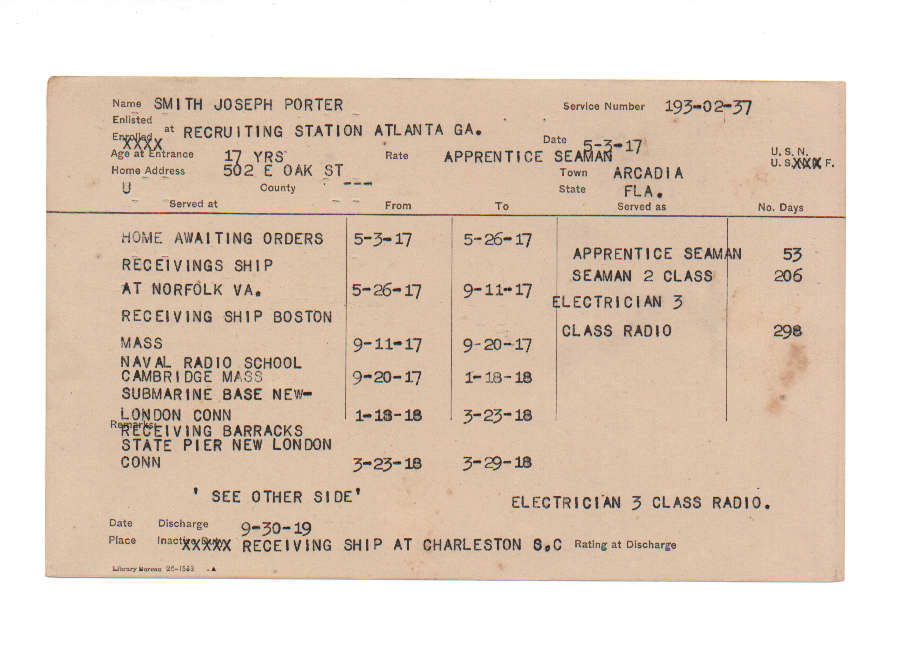 Name SMITH JOSEPH PORTER Service Number 193-02-37
Enlisted
Enrolled at RECRUITING STATION ATLANTA GA. Date 5-3-17
XXXX
Age at Entrance 17 YRS Rate APPRENTICE SEAMAN U. S. N.
U. S. XXX F.
Home Address 502 E OAK ST Town ARCADIA
U County --- State FLA.
Served at From To Served as No. Days
HOME AWAITING ORDERS 5-3-17 5-26-17
APPRENTICE SEAMAN 53
RECEIVINGS SHIP
SEAMAN 2 CLASS 206
AT NORFOLK VA. 5-26-17 9-11-17
ELECTRICIAN 3
RECEIVING SHIP BOSTON
CLASS RADIO 298
MASS 9-11-17 9-20-17
NAVAL RADIO SCHOOL
CAMBRIDGE MASS 9-20-17 1-18-18
SUBMARINE BASE NEW-
LONDON CONN 1-18-18 3-23-18
Remarks:
RECEIVING BARRACKS
STATE PIER NEW LONDON
CONN 3-23-18 3-29-18
' SEE OTHER SIDE'
ELECTRICIAN 3 CLASS RADIO.
Date Discharge 9-30-19
Place Inactive Duty XXXXX RECEIVING SHIP AT CHARLESTON S.C Rating at Discharge
Library Bureau 26-1543